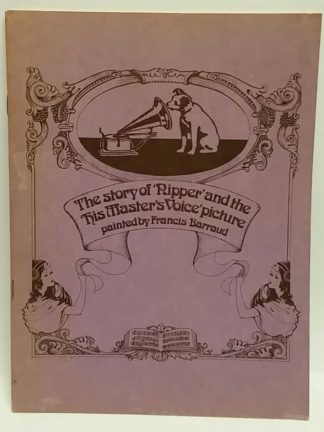 The story of 'Nipper' and the
'His Master's Voice' picture
painted by Francis Barraud